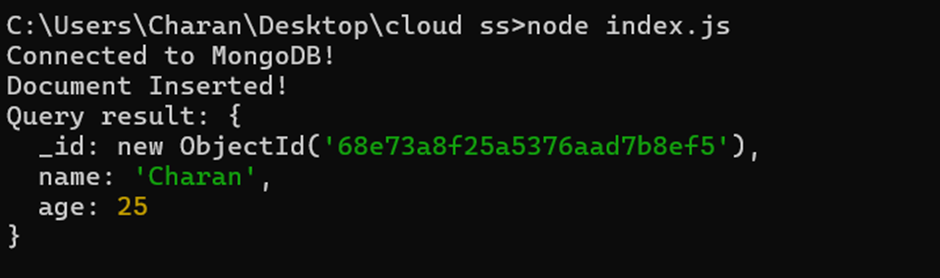 C:\Users\Charan\Desktop\cloud ss>node index.js
Connected to MongoDB!
Document Inserted!
Query result: {
  _id: new ObjectId('68e73a8f25a5376aad7b8ef5'),
  name: 'Charan',
  age: 25
}